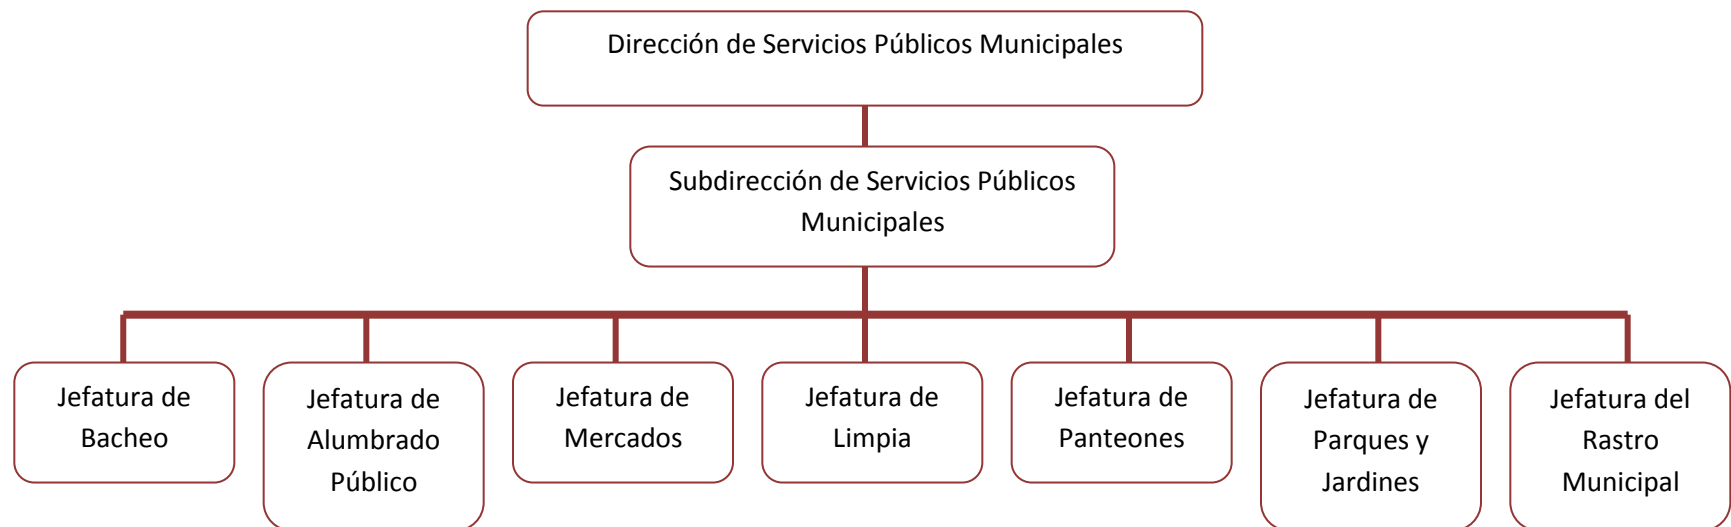 Dirección de Servicios Públicos Municipales
Subdirección de Servicios Públicos
Municipales
Jefatura de
Bacheo
Jefatura de
Alumbrado
Público
Jefatura de
Mercados
Jefatura de
Limpia
Jefatura de
Panteones
Jefatura de
Parques y
Jardines
Jefatura del
Rastro
Municipal